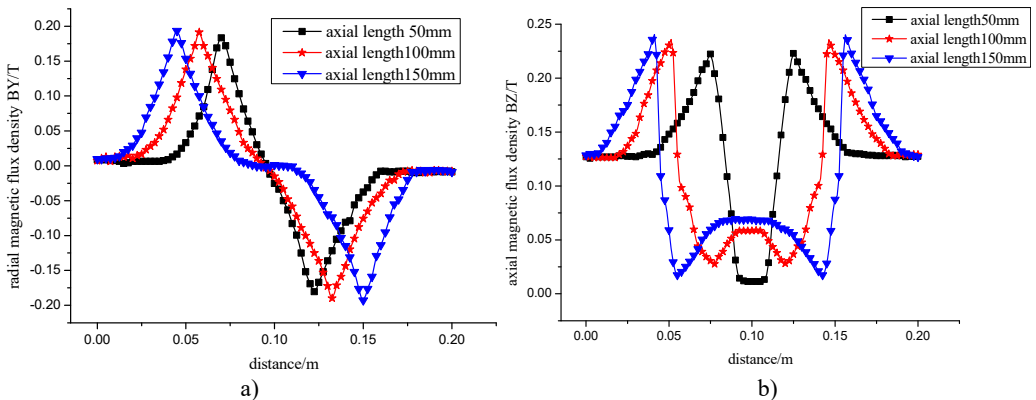 axial length 50mm
axial length100mm
axial length150mm
radial magnetic flux density BY/T
0.20
0.15
0.10
0.05
0.00
-0.05
-0.10
-0.15
-0.20
0.00
0.05
0.10
0.15
0.20
distance/m
a)
axial length50mm
axial length100mm
axial length150mm
axial magnetic flux density BZ/T
0.25
0.20
0.15
0.10
0.05
0.00
0.00
0.05
0.10
0.15
0.20
distance/m
b)